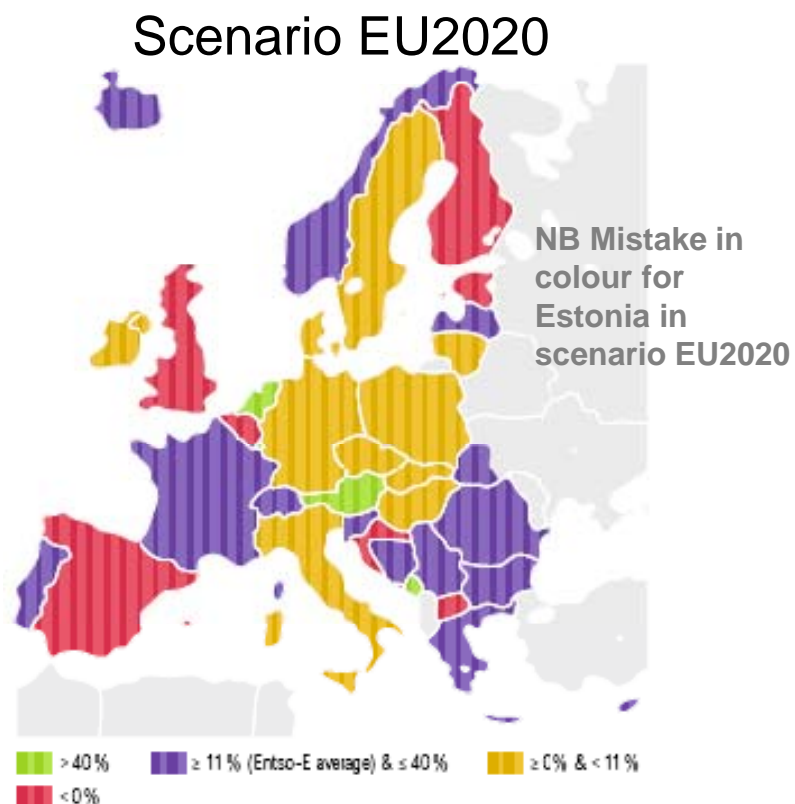 Scenario EU2020
NB Mistake in
colour for
Estonia in
scenario EU2020
> 40 %
≥ 11 % (Entso-E average) & ≤ 40 %
≥ 0% & < 11 %
< 0%